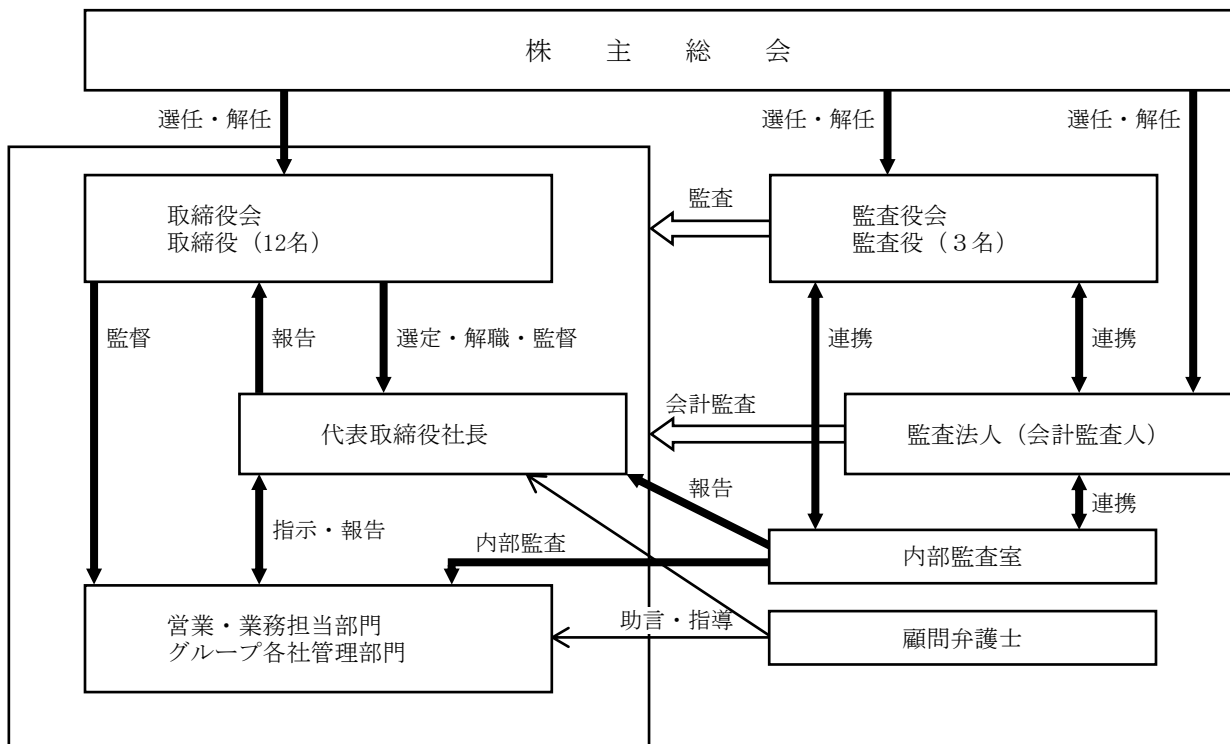 株　主　総　会
選任・解任
選任・解任
選任・解任
取締役会
取締役（12名）
監査
監査役会
監査役（３名）
監督
報告
選定・解職・監督
連携
連携
代表取締役社長
会計監査
監査法人（会計監査人）
報告
連携
指示・報告
内部監査
内部監査室
営業・業務担当部門
グループ各社管理部門
助言・指導
顧問弁護士